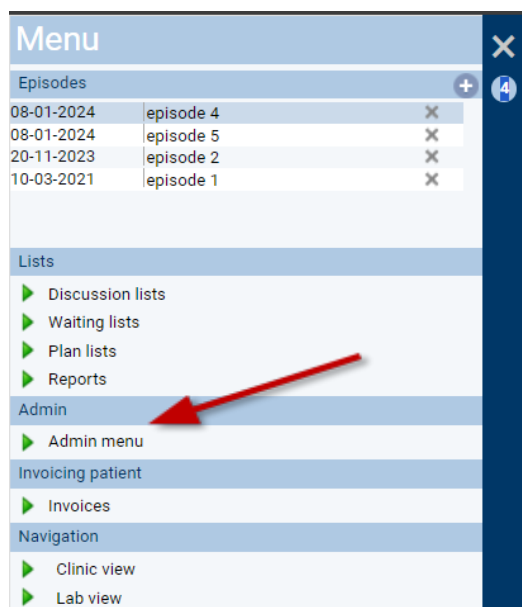 Menu
Episodes
08-01-2024 episode 4
08-01-2024 episode 5
20-11-2023 episode 2
10-03-2021 episode 1
Lists
Discussion lists
Waiting lists
Plan lists
Reports
Admin
Admin menu
Invoicing patient
Invoices
Navigation
Clinic view
Lab view
4